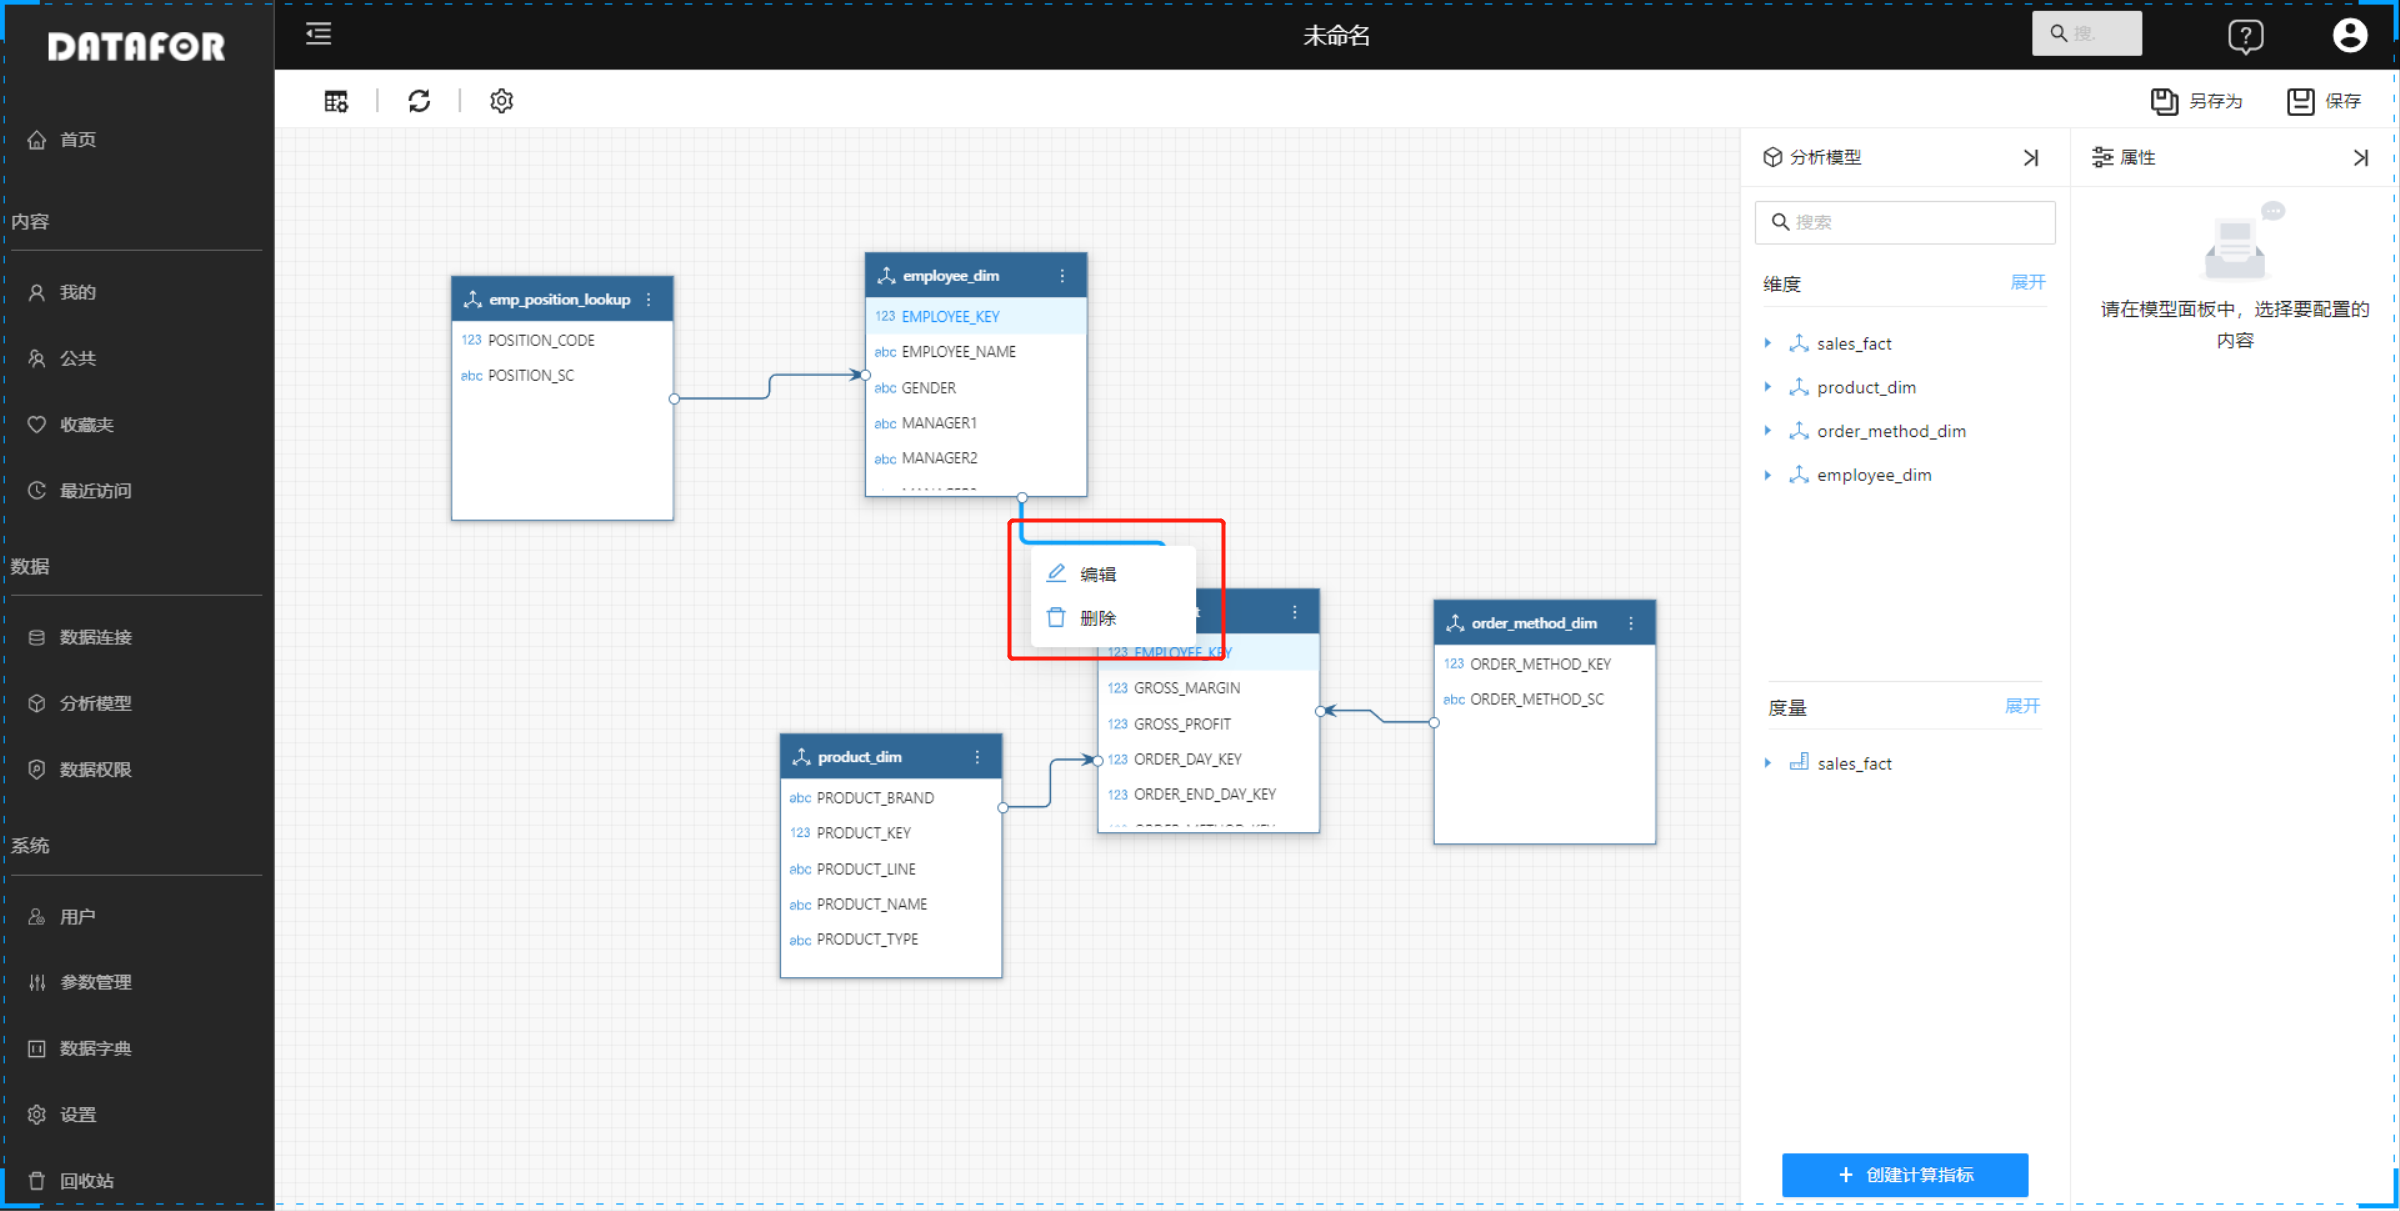 DATAFOR
未命名
搜.
另存为
保存
首页
内容
我的
公共
收藏夹
最近访问
数据
数据连接
分析模型
数据权限
系统
用户
参数管理
数据字典
设置
回收站
emp_position_lookup
123 POSITION_CODE
abc POSITION_SC
employee_dim
123 EMPLOYEE_KEY
abc EMPLOYEE_NAME
abc GENDER
abc MANAGER1
abc MANAGER2
编辑
删除
t
123 EMPLOYEE_KEY
123 GROSS_MARGIN
123 GROSS_PROFIT
123 ORDER_DAY_KEY
123 ORDER_END_DAY_KEY
order_method_dim
123 ORDER_METHOD_KEY
abc ORDER_METHOD_SC
product_dim
abc PRODUCT_BRAND
123 PRODUCT_KEY
abc PRODUCT_LINE
abc PRODUCT_NAME
abc PRODUCT_TYPE
分析模型
搜索
维度 展开
sales_fact
product_dim
order_method_dim
employee_dim
度量 展开
sales_fact
+ 创建计算指标
属性
请在模型面板中，选择要配置的
内容